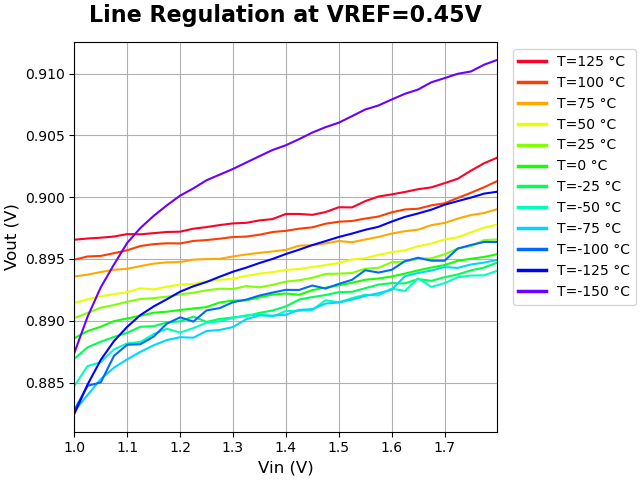 Line Regulation at VREF=0.45V
Vout (V)
0.910
0.905
0.900
0.895
0.890
0.885
1.0
1.1
1.2
1.3
1.4
1.5
1.6
1.7
Vin (V)
T=125 °C
T=100 °C
T=75 °C
T=50 °C
T=25 °C
T=0 °C
T=-25 °C
T=-50 °C
T=-75 °C
T=-100 °C
T=-125 °C
T=-150 °C